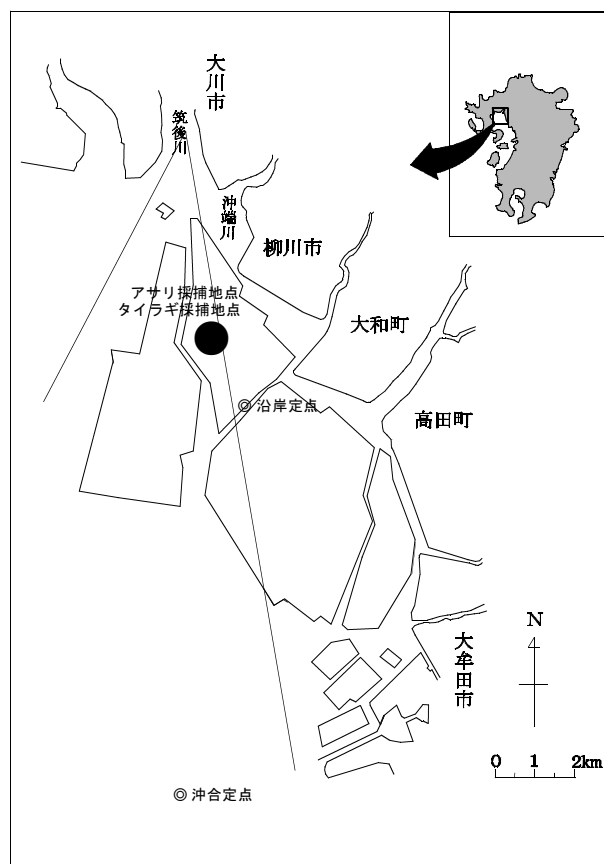 大川市
筑後川
沖端川
柳川市
アサリ採捕地点
タイラギ採捕地点
大和町
沿岸定点
高田町
N
大牟田市
0 1 2km
沖合定点